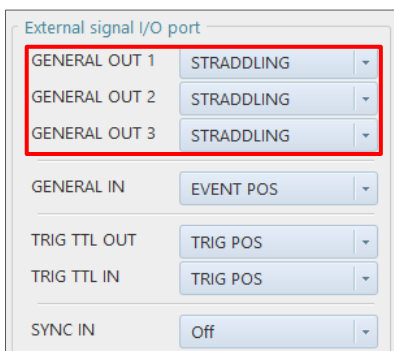 External signal I/O port
GENERAL OUT 1 STRADDLING
GENERAL OUT 2 STRADDLING
GENERAL OUT 3 STRADDLING
GENERAL IN EVENT POS
TRIG TTL OUT TRIG POS
TRIG TTL IN TRIG POS
SYNC IN Off